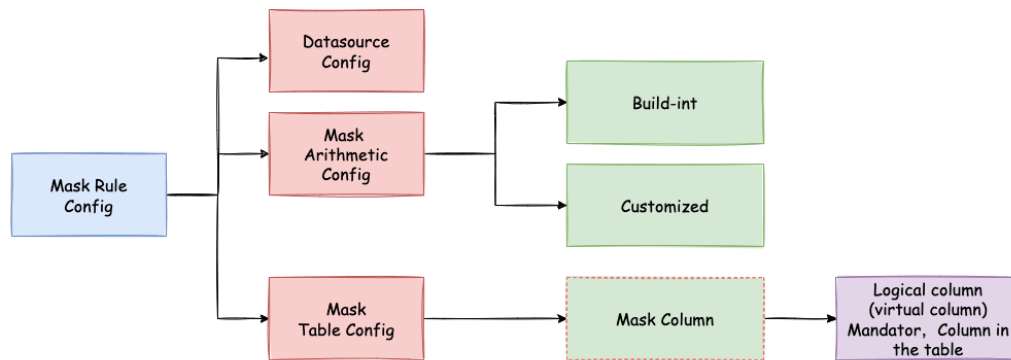 Datasource
Config
Build-int
Mask
Arithmetic
Config
Mask Rule
Config
Customized
Mask
Table Config
Mask Column
Logical column
(virtual column)
Mandator, Column in
the table